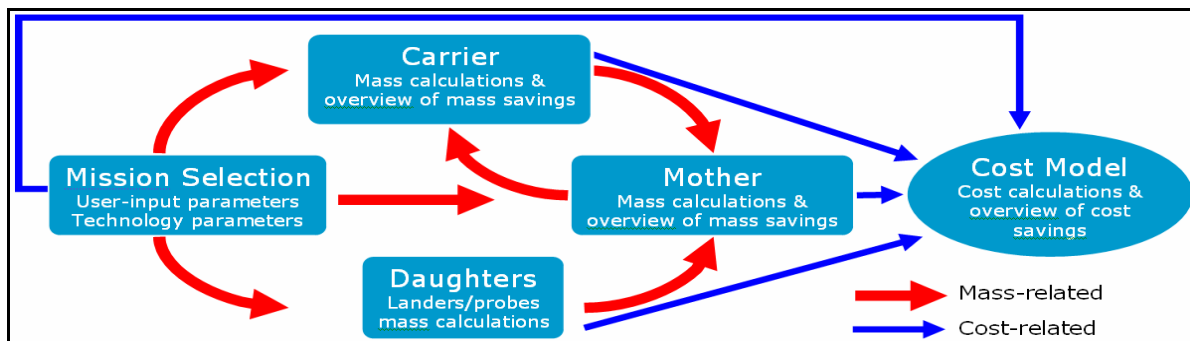 Carrier
Mass calculations &
overview of mass savings
Mission Selection
User-input parameters
Technology parameters
Mother
Mass calculations &
overview of mass savings
Cost Model
Cost calculations &
overview of cost
savings
Daughters
Landers/probes
mass calculations
Mass-related
Cost-related